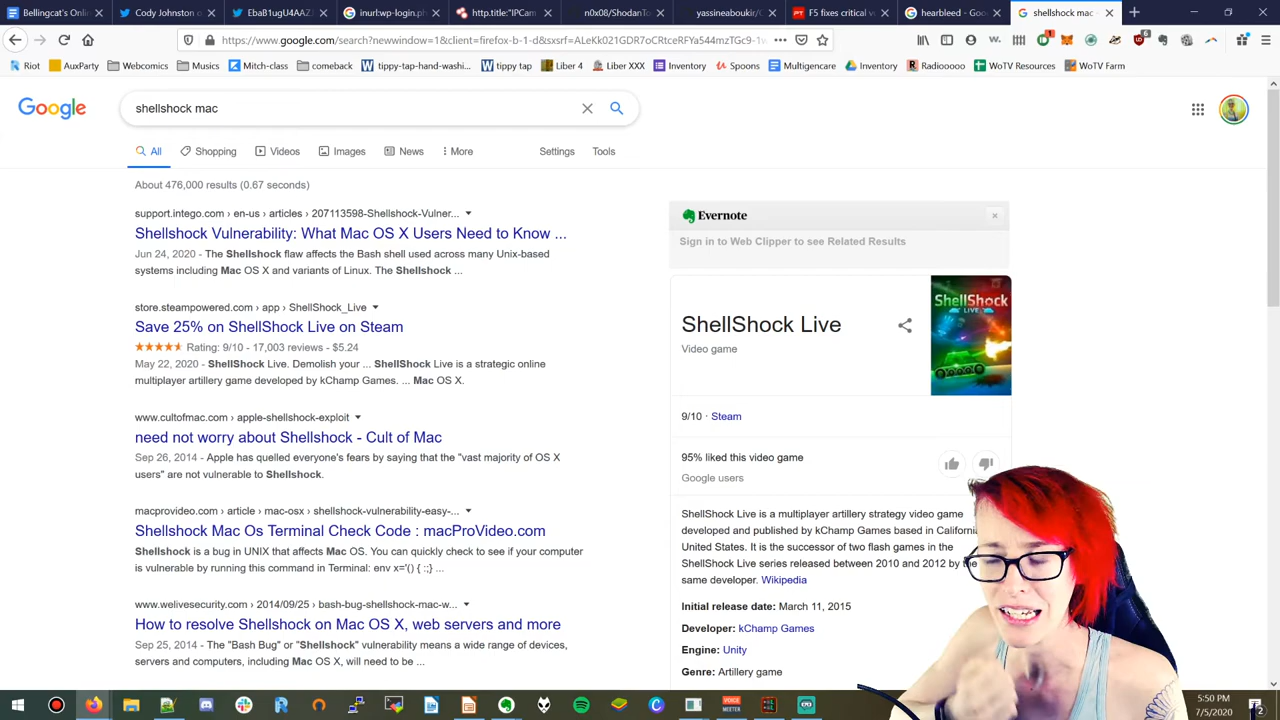 Bellingcat's Onlin
Cody Johnston on
EbaB1ugU4AAZ
inurl:wp-login.ph
http.title:"IPCam
n0x08/ShodanTo
yassineaboukir/C
F5 fixes critical v
hearbleed - Goo
shellshock mac
https://www.google.com/search?newwindow=1&client=firefox-b-1-d&sxsrf=ALeKk021GDR7oCRtceRFYa544mzTGc9-1w
Riot
AuxParty
Webcomics
Musics
Mitch-class
comeback
tippy-tap-hand-washi...
tippy tap
Liber 4
Liber XXX
Inventory
Spoons
Multigencare
Inventory
Radiooooo
WoTV Resources
WoTV Farm
Google
shellshock mac
All Shopping Videos Images News More Settings Tools
About 476,000 results (0.67 seconds)
support.intego.com › en-us › articles › 207113598-Shellshock-Vulner...
Shellshock Vulnerability: What Mac OS X Users Need to Know ...
Jun 24, 2020 - The Shellshock flaw affects the Bash shell used across many Unix-based
systems including Mac OS X and variants of Linux. The Shellshock ...
store.steampowered.com › app › ShellShock_Live
Save 25% on ShellShock Live on Steam
Rating: 9/10 - 17,003 reviews - $5.24
May 22, 2020 - ShellShock Live. Demolish your ... ShellShock Live is a strategic online
multiplayer artillery game developed by kChamp Games. ... Mac OS X.
www.cultofmac.com › apple-shellshock-exploit
need not worry about Shellshock - Cult of Mac
Sep 26, 2014 - Apple has quelled everyone's fears by saying that the "vast majority of OS X
users" are not vulnerable to Shellshock.
macprovideo.com › article › mac-osx › shellshock-vulnerability-easy-...
Shellshock Mac Os Terminal Check Code : macProVideo.com
Shellshock is a bug in UNIX that affects Mac OS. You can quickly check to see if your computer
is vulnerable by running this command in Terminal: env x='() { :;} ...
www.welivesecurity.com › 2014/09/25 › bash-bug-shellshock-mac-w...
How to resolve Shellshock on Mac OS X, web servers and more
Sep 25, 2014 - The "Bash Bug" or "Shellshock" vulnerability means a wide range of devices,
servers and computers, including Mac OS X, will need to be ...
Evernote
Sign in to Web Clipper to see Related Results
ShellShock Live
Video game
SHELLSHOCK
LIVE
9/10 · Steam
95% liked this video game
Google users
ShellShock Live is a multiplayer artillery strategy video game
developed and published by kChamp Games based in California
United States. It is the successor of two flash games in the
ShellShock Live series released between 2010 and 2012 by the
same developer. Wikipedia
Initial release date: March 11, 2015
Developer: kChamp Games
Engine: Unity
Genre: Artillery game
VOICE
MEETER
5:50 PM
7/5/2020
2